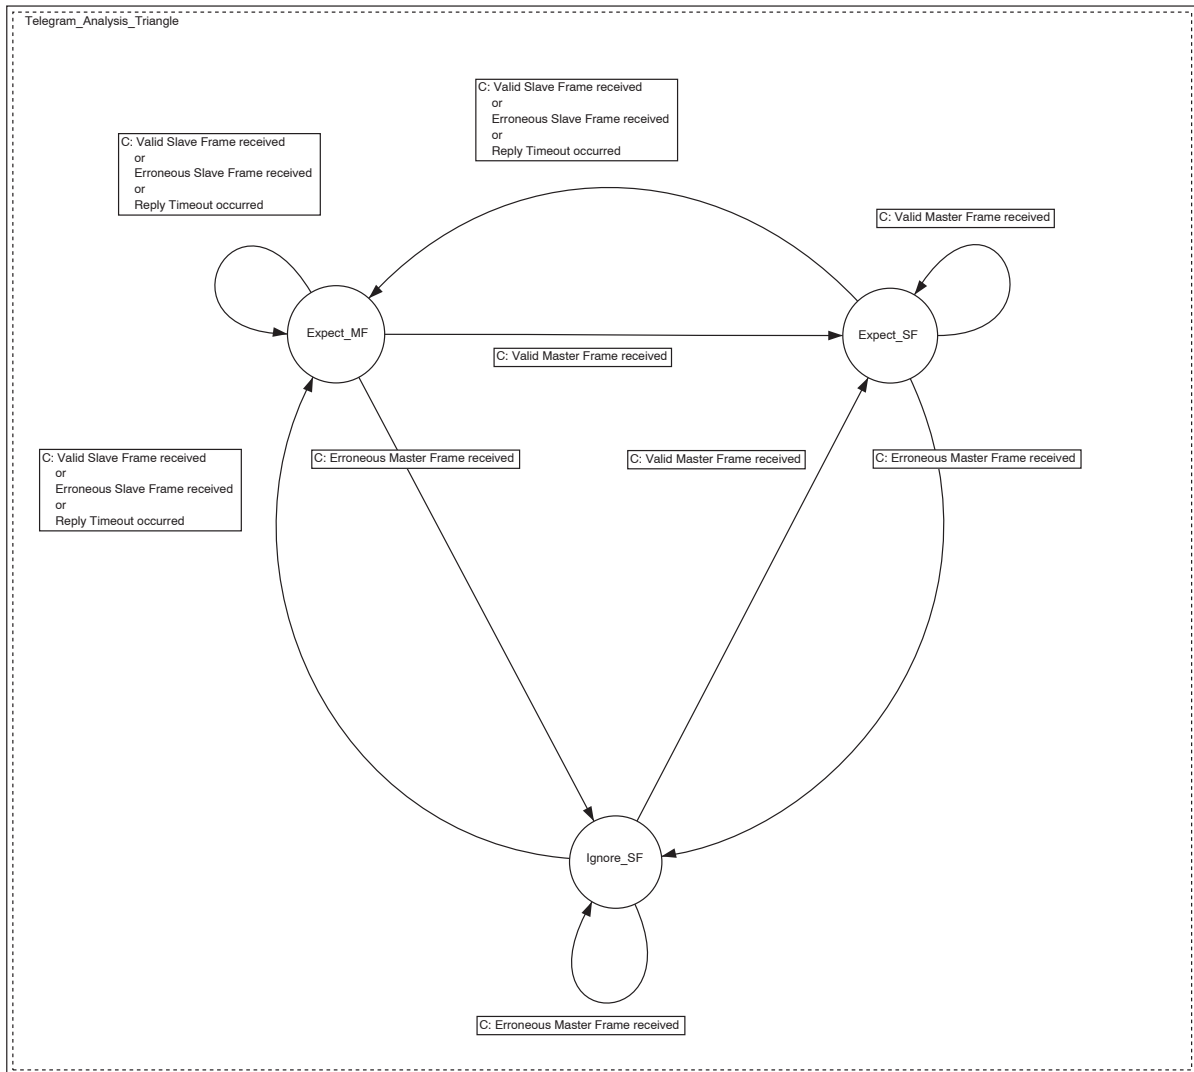 Telegram_Analysis_Triangle
C: Valid Slave Frame received
or
Erroneous Slave Frame received
or
Reply Timeout occurred
C: Valid Slave Frame received
or
Erroneous Slave Frame received
or
Reply Timeout occurred
C: Valid Master Frame received
Expect_MF
Expect_SF
C: Valid Master Frame received
C: Valid Slave Frame received
or
Erroneous Slave Frame received
or
Reply Timeout occurred
C: Erroneous Master Frame received
C: Valid Master Frame received
C: Erroneous Master Frame received
Ignore_SF
C: Erroneous Master Frame received